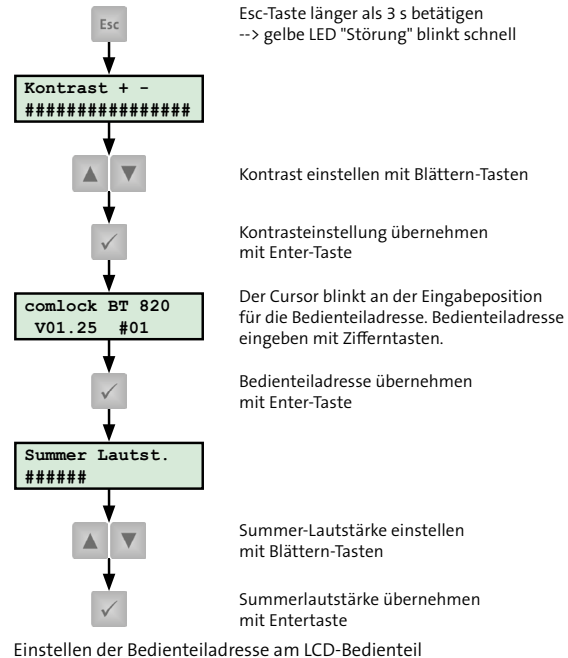 Esc
Esc-Taste länger als 3 s betätigen
--> gelbe LED "Störung" blinkt schnell
Kontrast + -
################
Kontrast einstellen mit Blättern-Tasten
Kontrasteinstellung übernehmen
mit Enter-Taste
comlock BT 820
V01.25 #01
Der Cursor blinkt an der Eingabeposition
für die Bedienteiladresse. Bedienteiladresse
eingeben mit Zifferntasten.
Bedienteiladresse übernehmen
mit Enter-Taste
Summer Lautst.
######
Summer-Lautstärke einstellen
mit Blättern-Tasten
Summerlautstärke übernehmen
mit Entertaste
Einstellen der Bedienteiladresse am LCD-Bedienteil